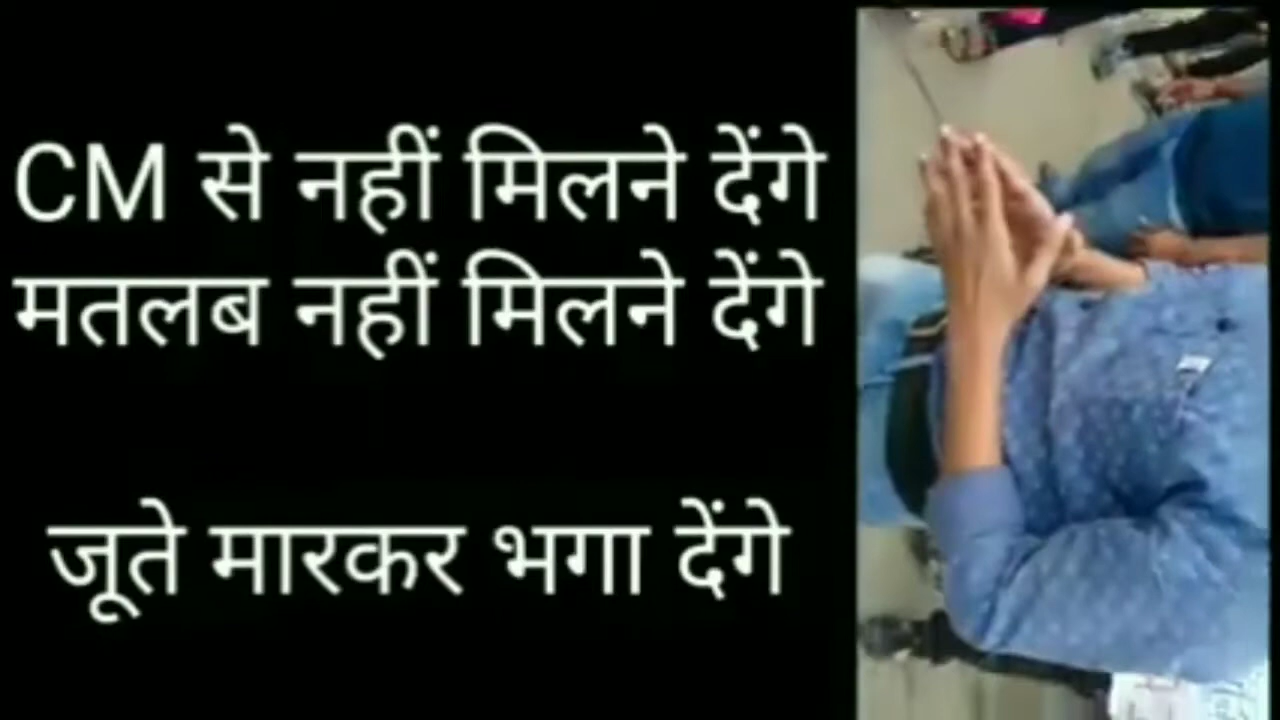 CM से नहीं मिलने देंगे
मतलब नहीं मिलने देंगे
जूते मारकर भगा देंगे